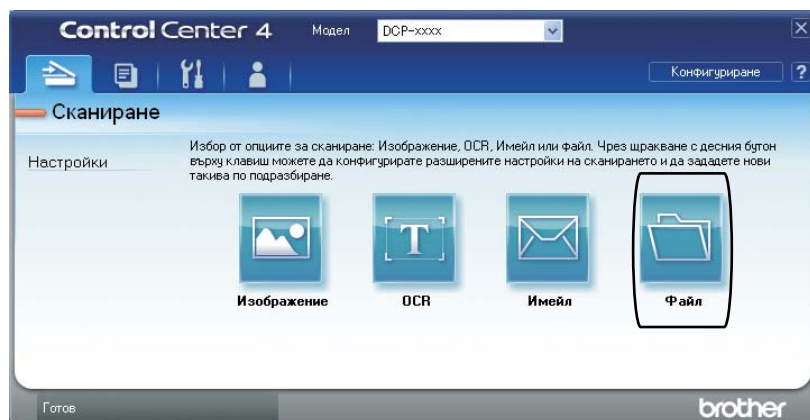 Control Center 4 Модел DCP-xxxx
Конфигуриране ?
Сканиране
Избор от опциите за сканиране: Изображение, OCR, Имейл или файл. Чрез щракване с десния бутон
Настройки
върху клавиш можете да конфигурирате разширените настройки на сканирането и да зададете нови
такива по подразбиране.
T
Изображение OCR Имейл Файл
Готов
brother